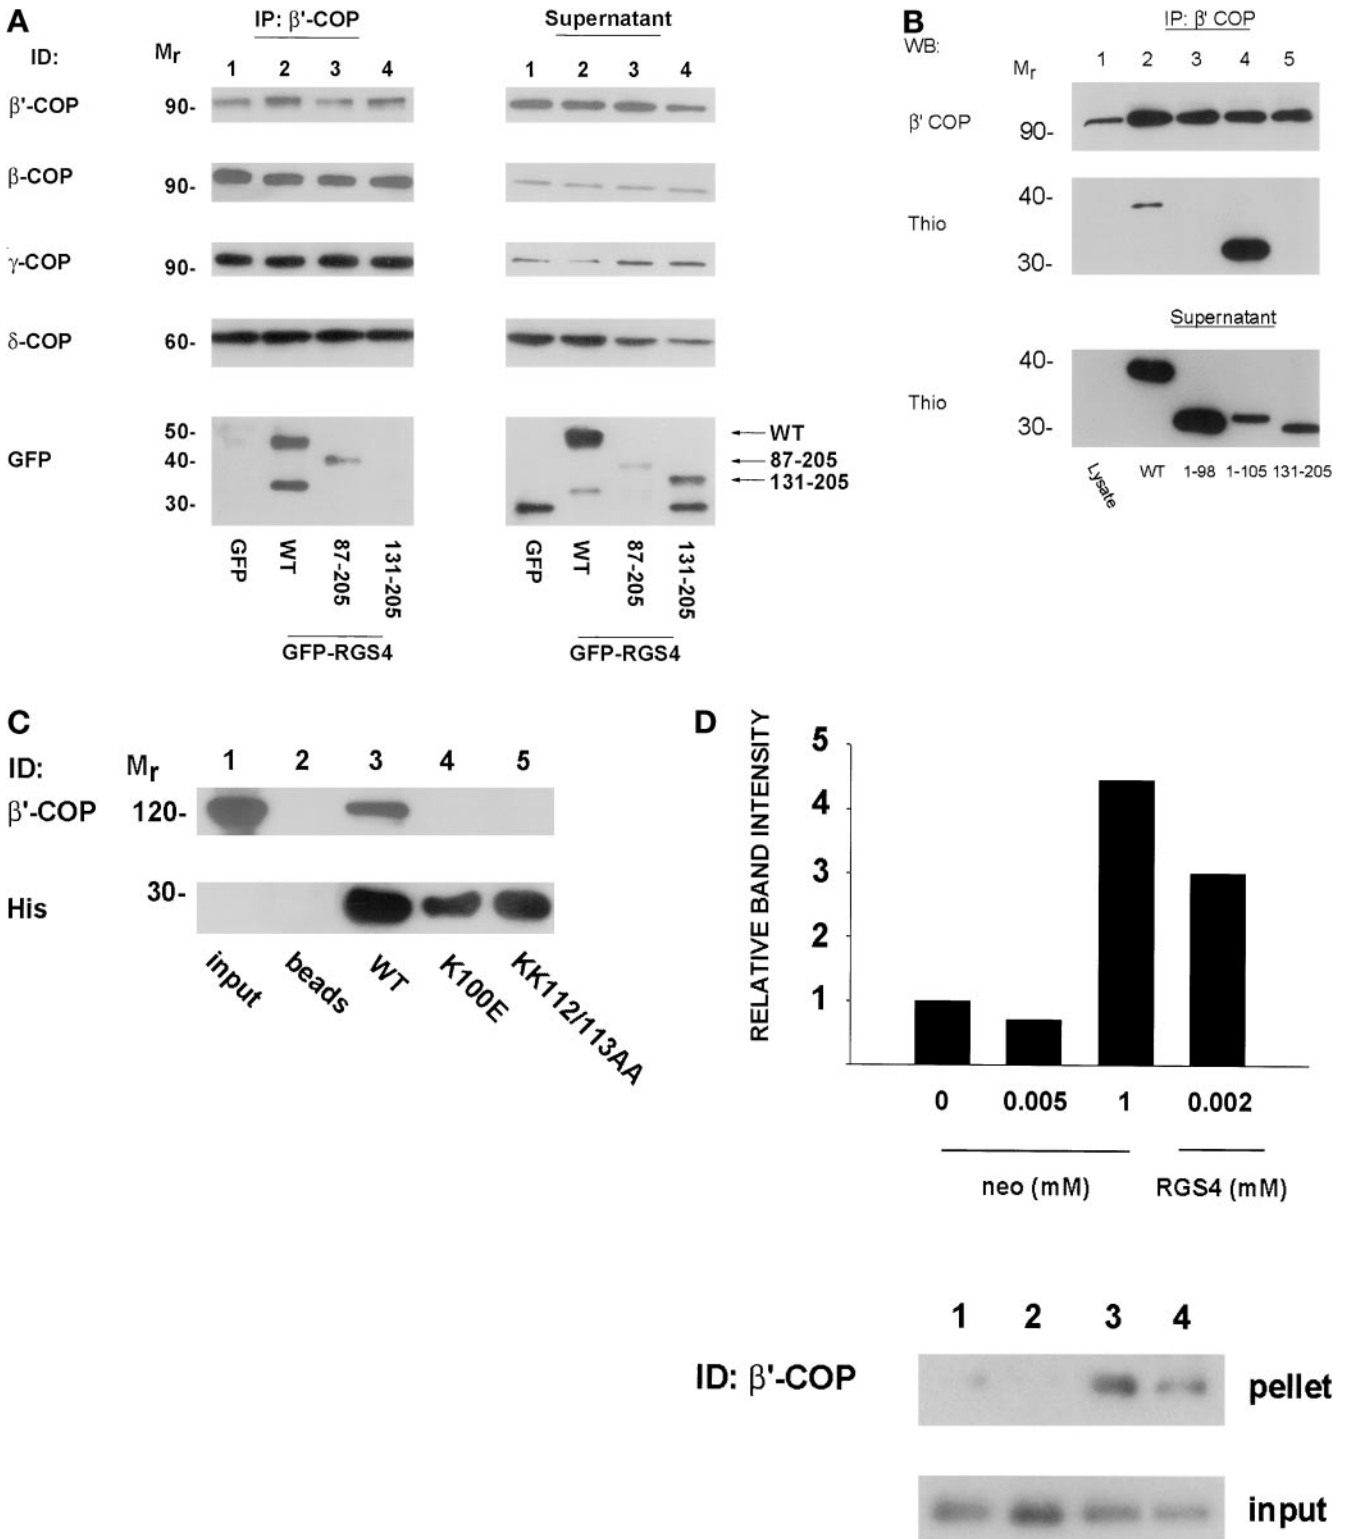 A
IP: β'-COP
Supernatant
ID:
Mr
1 2 3 4
1 2 3 4
β'-COP
90-
β-COP
90-
γ-COP
90-
δ-COP
60-
GFP
50-
40-
30-
WT
87-205
131-205
GFP WT 87-205 131-205
GFP WT 87-205 131-205
GFP-RGS4
GFP-RGS4
B
IP: β' COP
WB:
Mr
1 2 3 4 5
β' COP
90-
Thio
40-
30-
Supernatant
Thio
40-
30-
Lysate WT 1-98 1-105 131-205
C
ID:
Mr
1 2 3 4 5
β'-COP
120-
His
30-
input beads WT K100E KK112/113AA
D
RELATIVE BAND INTENSITY
5
4
3
2
1
0 0.005 1 0.002
neo (mM) RGS4 (mM)
1 2 3 4
ID: β'-COP
pellet
input